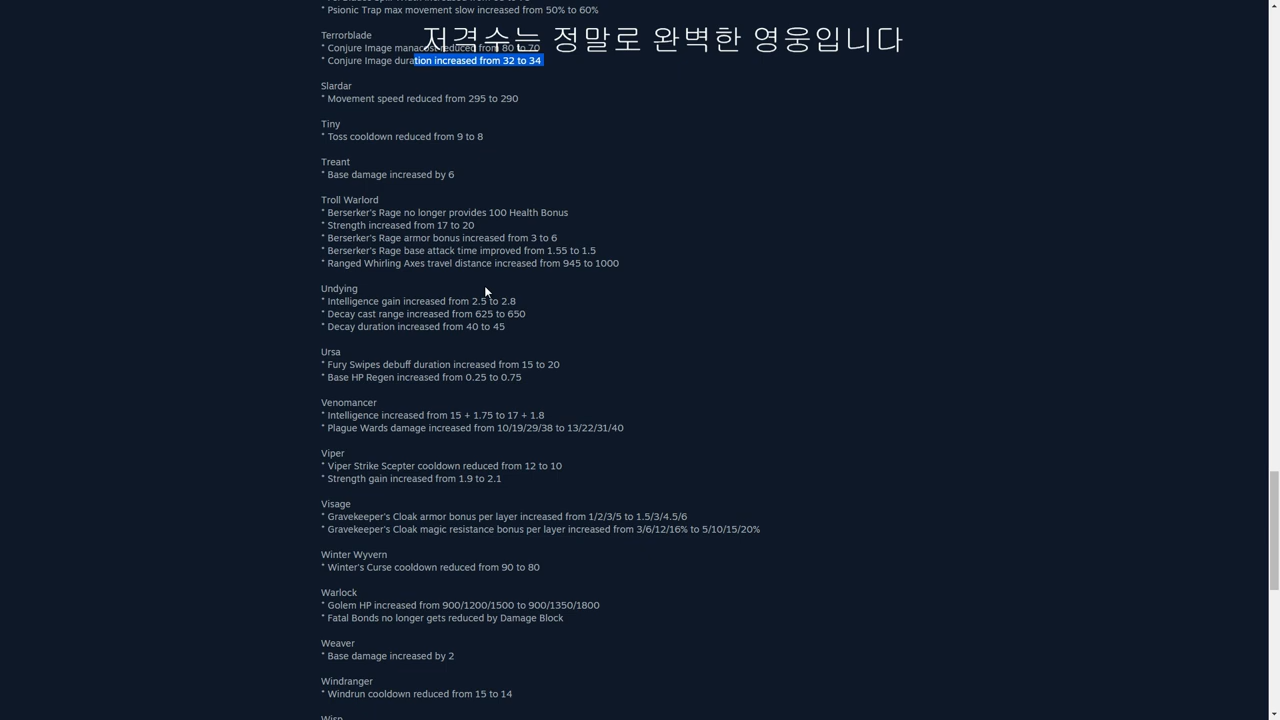 * Psionic Trap max movement slow increased from 50% to 60%
저격수는 정말로 완벽한 영웅입니다
Terrorblade
* Conjure Image manacost reduced from 80 to 70
* Conjure Image duration increased from 32 to 34
Slardar
* Movement speed reduced from 295 to 290
Tiny
* Toss cooldown reduced from 9 to 8
Treant
* Base damage increased by 6
Troll Warlord
* Berserker's Rage no longer provides 100 Health Bonus
* Strength increased from 17 to 20
* Berserker's Rage armor bonus increased from 3 to 6
* Berserker's Rage base attack time improved from 1.55 to 1.5
* Ranged Whirling Axes travel distance increased from 945 to 1000
Undying
* Intelligence gain increased from 2.5 to 2.8
* Decay cast range increased from 625 to 650
* Decay duration increased from 40 to 45
Ursa
* Fury Swipes debuff duration increased from 15 to 20
* Base HP Regen increased from 0.25 to 0.75
Venomancer
* Intelligence increased from 15 + 1.75 to 17 + 1.8
* Plague Wards damage increased from 10/19/29/38 to 13/22/31/40
Viper
* Viper Strike Scepter cooldown reduced from 12 to 10
* Strength gain increased from 1.9 to 2.1
Visage
* Gravekeeper's Cloak armor bonus per layer increased from 1/2/3/5 to 1.5/3/4.5/6
* Gravekeeper's Cloak magic resistance bonus per layer increased from 3/6/12/16% to 5/10/15/20%
Winter Wyvern
* Winter's Curse cooldown reduced from 90 to 80
Warlock
* Golem HP increased from 900/1200/1500 to 900/1350/1800
* Fatal Bonds no longer gets reduced by Damage Block
Weaver
* Base damage increased by 2
Windranger
* Windrun cooldown reduced from 15 to 14
Wisp